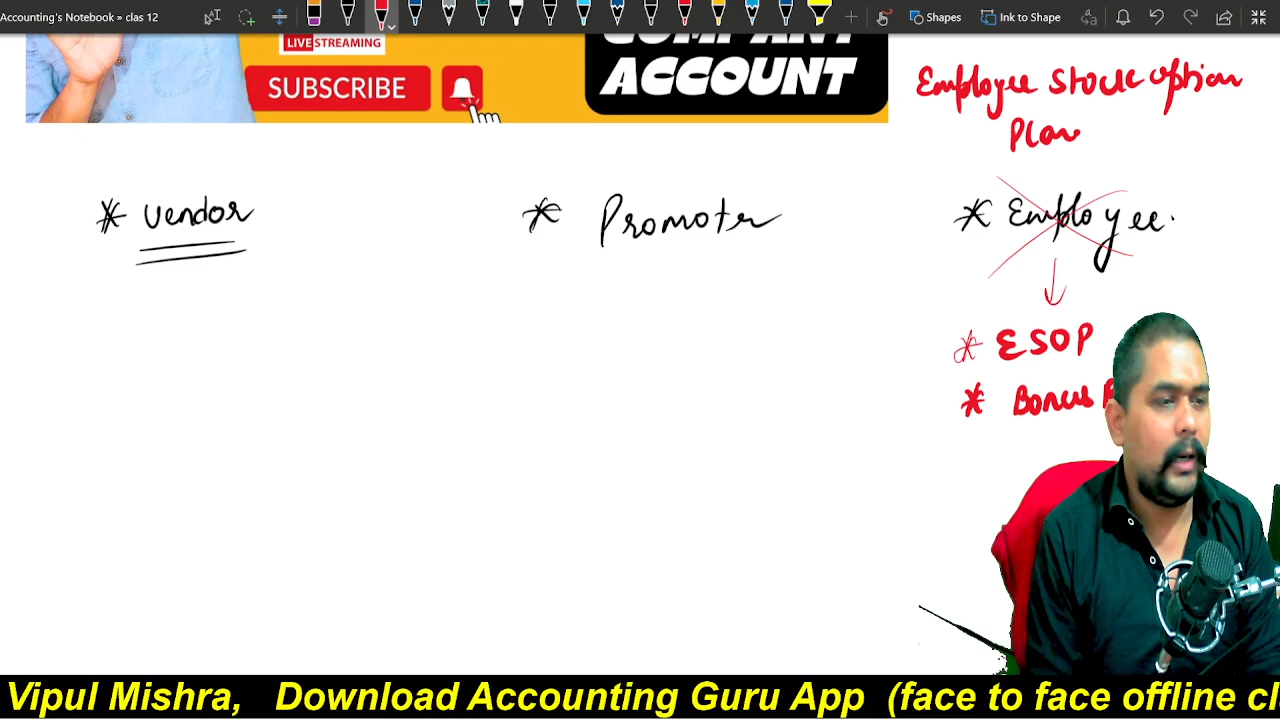 Accounting's Notebook » clas 12
Shapes
Ink to Shape
LIVE STREAMING
SUBSCRIBE
COMPANY
ACCOUNT
Employee Stock option
Plan
* Vendor
* Promoter
* Employee.
* ESOP
* Bonus
Vipul Mishra, Download Accounting Guru App (face to face offline cl